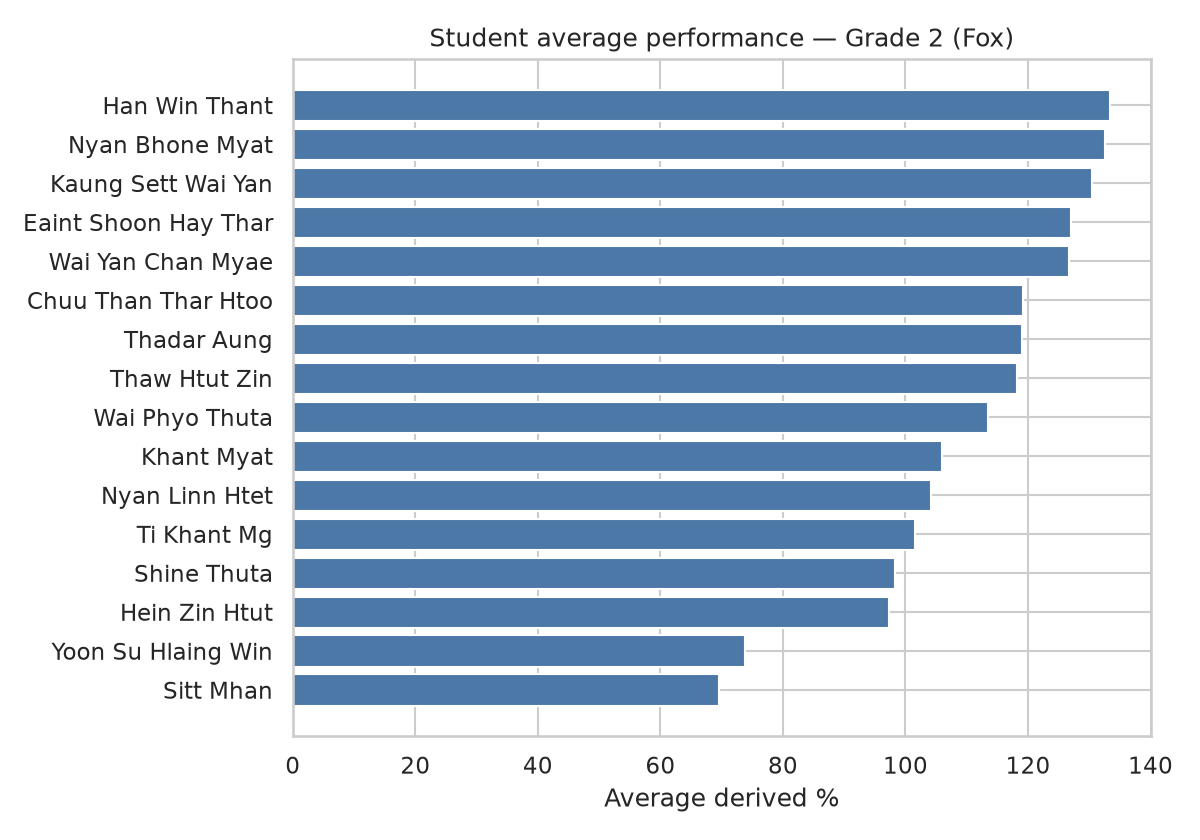 Student average performance — Grade 2 (Fox)
Han Win Thant
Nyan Bhone Myat
Kaung Sett Wai Yan
Eaint Shoon Hay Thar
Wai Yan Chan Myae
Chuu Than Thar Htoo
Thadar Aung
Thaw Htut Zin
Wai Phyo Thuta
Khant Myat
Nyan Linn Htet
Ti Khant Mg
Shine Thuta
Hein Zin Htut
Yoon Su Hlaing Win
Sitt Mhan
0 20 40 60 80 100 120 140
Average derived %